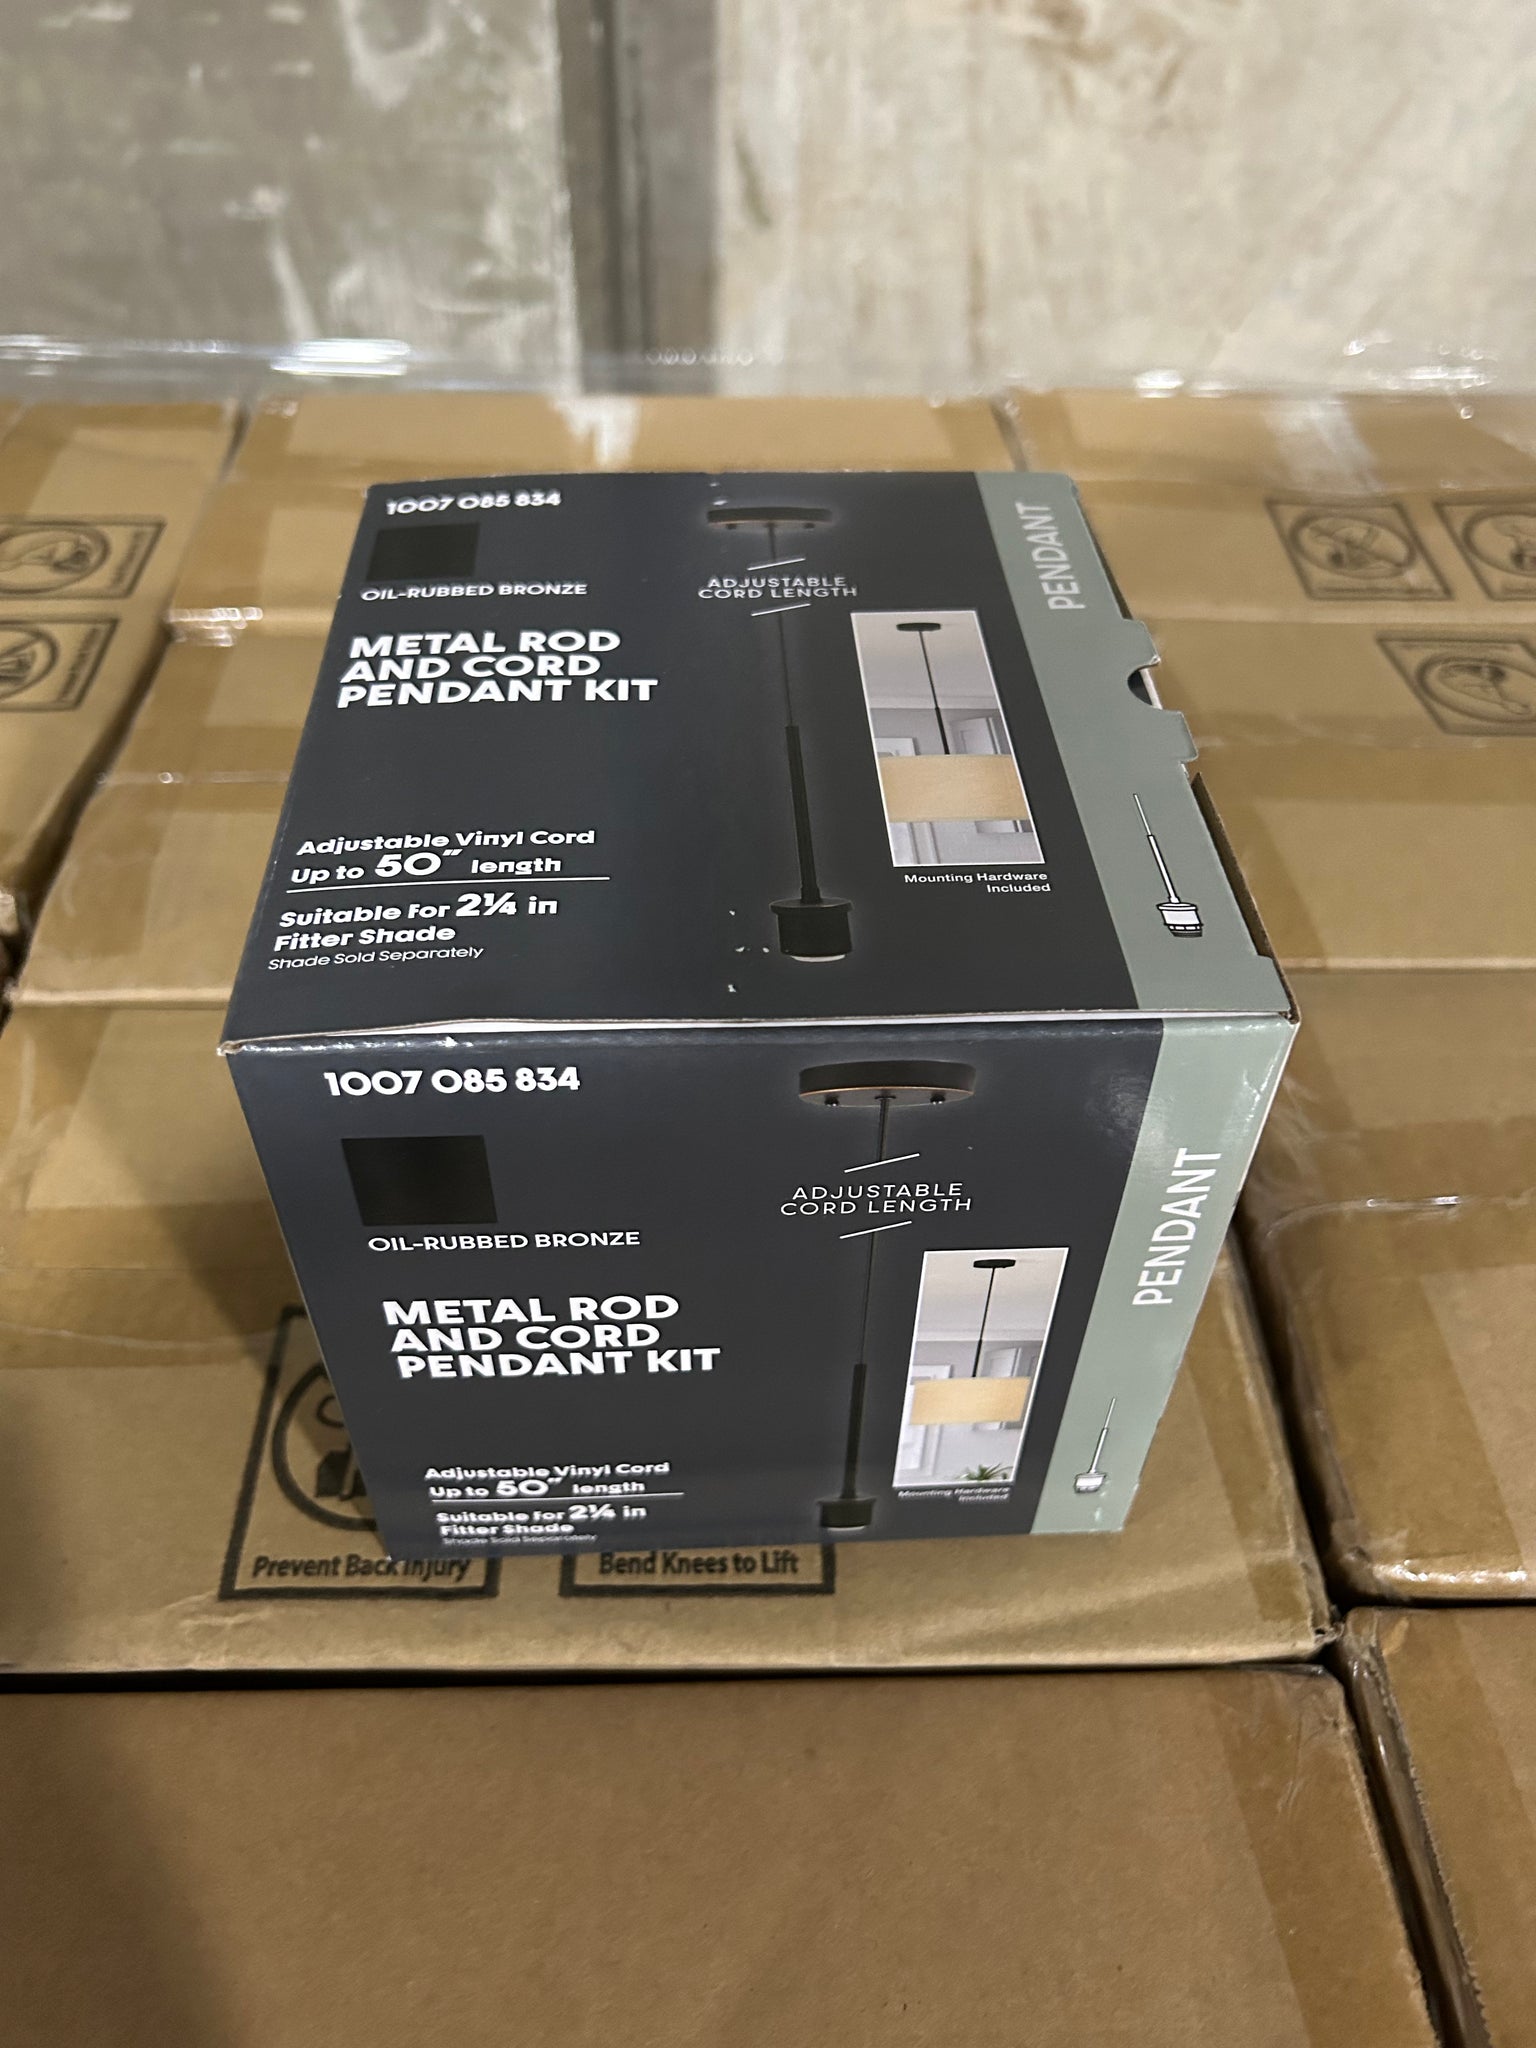 1007 085 834
OIL-RUBBED BRONZE
METAL ROD
AND CORD
PENDANT KIT
Adjustable Vinyl Cord
Up to 50” length
Suitable For 2¼ in
Fitter Shade
Shade Sold Separately
ADJUSTABLE
CORD LENGTH
Mounting Hardware
Included
PENDANT
1007 085 834
OIL-RUBBED BRONZE
METAL ROD
AND CORD
PENDANT KIT
Adjustable Vinyl Cord
Up to 50” length
Suitable For 2¼ in
Fitter Shade
Shade Sold Separately
ADJUSTABLE
CORD LENGTH
Mounting Hardware
Included
PENDANT
Prevent Back Injury
Bend Knees to Lift